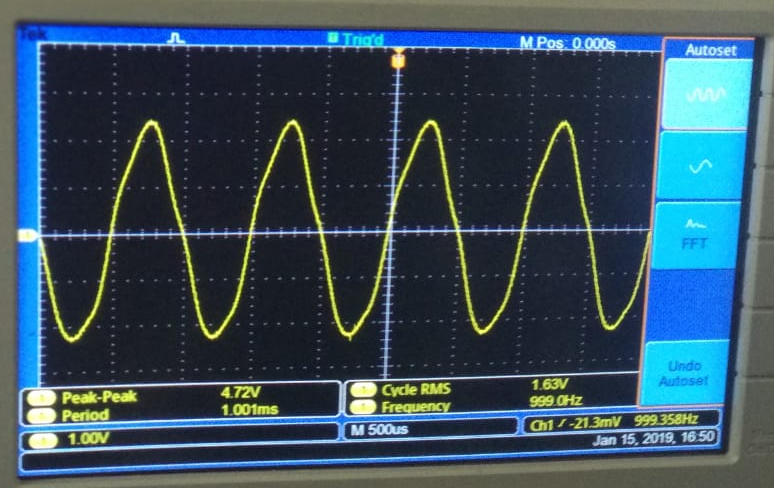 Tek
Trig'd
M Pos: 0.000s
Autoset
FFT
Undo
Autoset
Peak-Peak 4.72V
Period 1.001ms
Cycle RMS 1.63V
Frequency 999.0Hz
1.00V
M 500us
Ch1 / -21.3mV 999.358Hz
Jan 15, 2019, 16:50